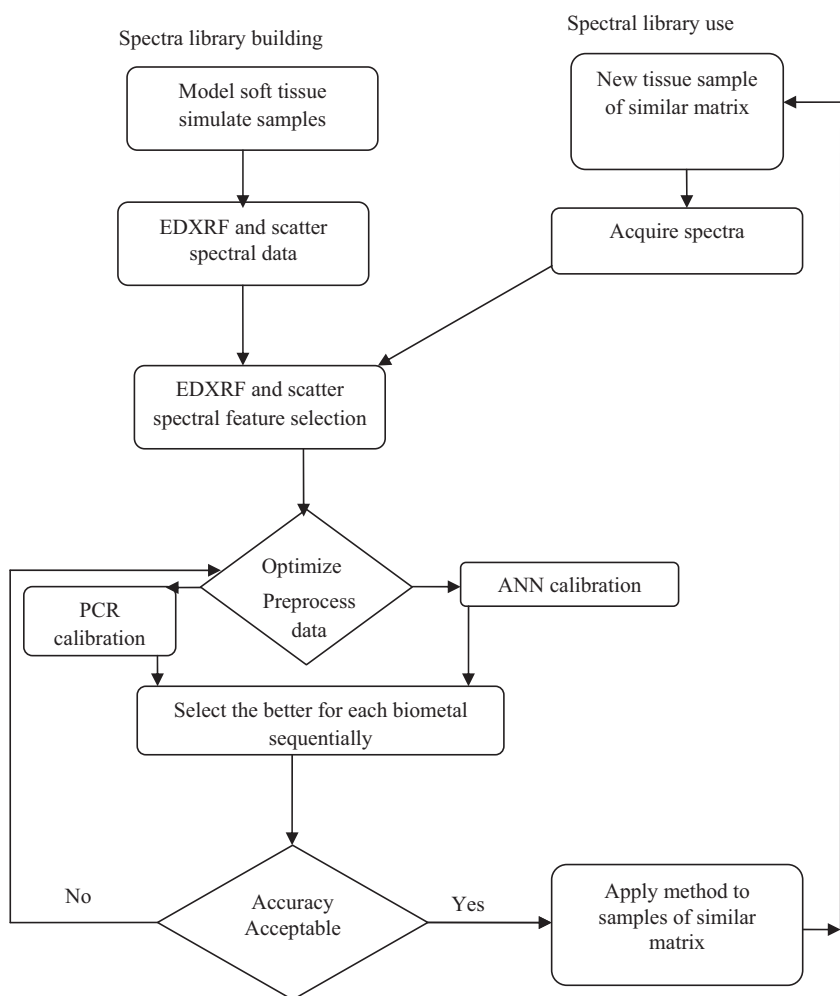 Spectra library building
Spectral library use
Model soft tissue
simulate samples
New tissue sample
of similar matrix
EDXRF and scatter
spectral data
Acquire spectra
EDXRF and scatter
spectral feature selection
Optimize
Preprocess
data
PCR
calibration
ANN calibration
Select the better for each biometal
sequentially
Accuracy
Acceptable
No
Yes
Apply method to
samples of similar
matrix